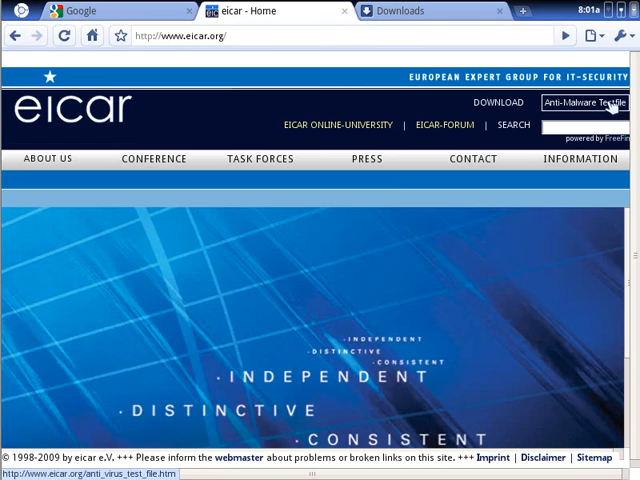 Google
eicar - Home
Downloads
8:01a
http://www.eicar.org/
EUROPEAN EXPERT GROUP FOR IT-SECURITY
eicar
DOWNLOAD
Anti-Malware Testfile
EICAR ONLINE-UNIVERSITY | EICAR-FORUM | SEARCH
powered by FreeFin
ABOUT US CONFERENCE TASK FORCES PRESS CONTACT INFORMATION
·INDEPENDENT
·DISTINCTIVE
·CONSISTENT
·INDEPENDENT
·DISTINCTIVE
·CONSISTENT
© 1998-2009 by eicar e.V. +++ Please inform the webmaster about problems or broken links on this site. +++ Imprint | Disclaimer | Sitemap
http://www.eicar.org/anti_virus_test_file.htm